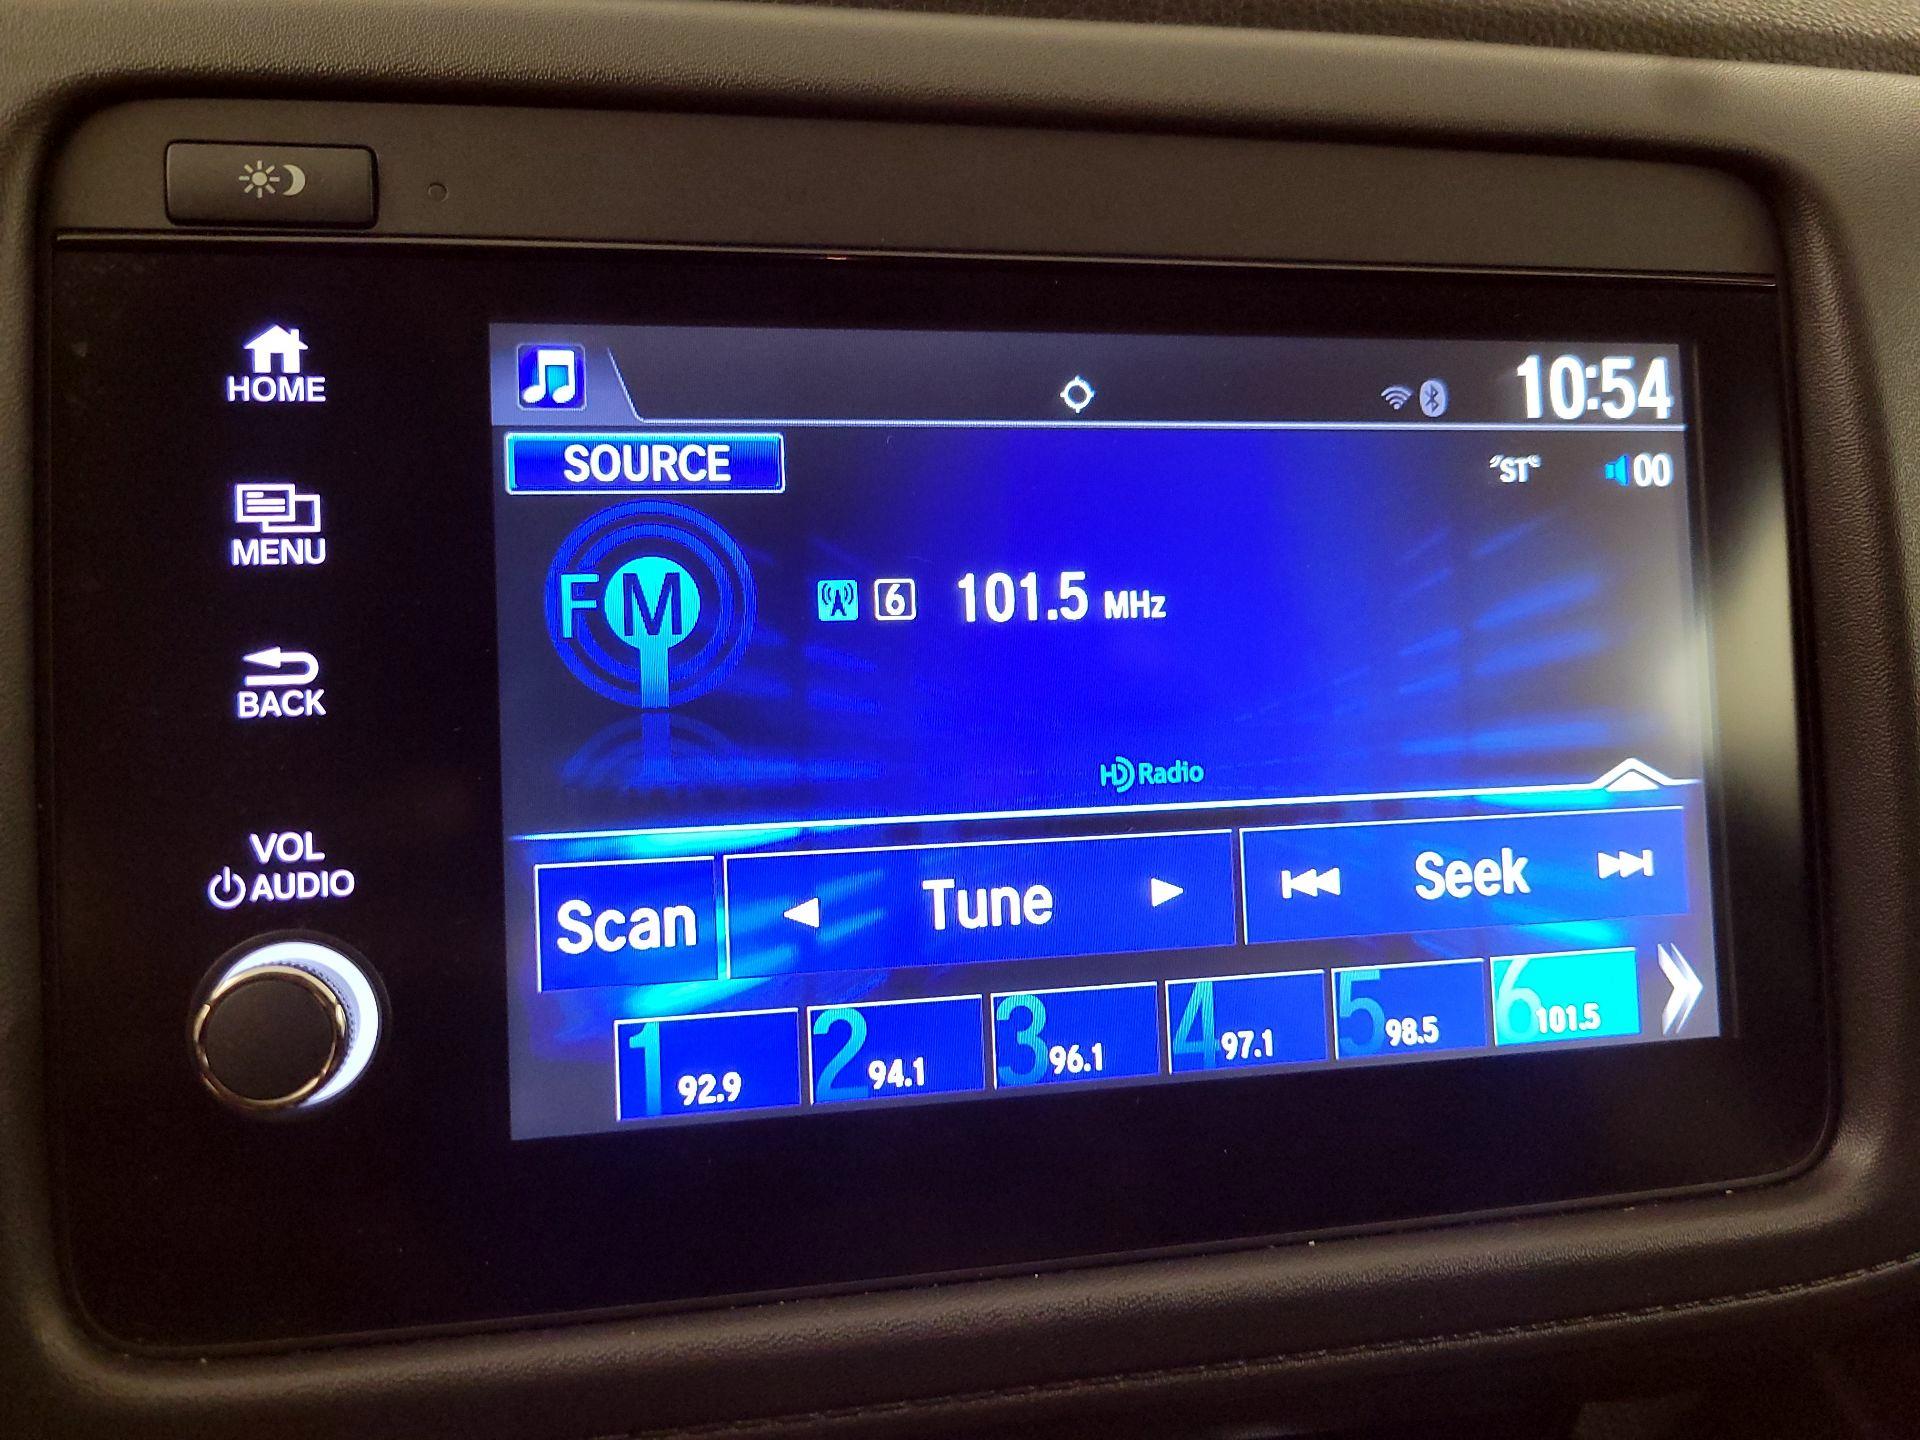 HOME
MENU
BACK
VOL
AUDIO
10:54
SOURCE
ST
00
FM
6 101.5 MHz
HD Radio
Scan
Tune
Seek
1 92.9
2 94.1
3 96.1
4 97.1
5 98.5
6 101.5